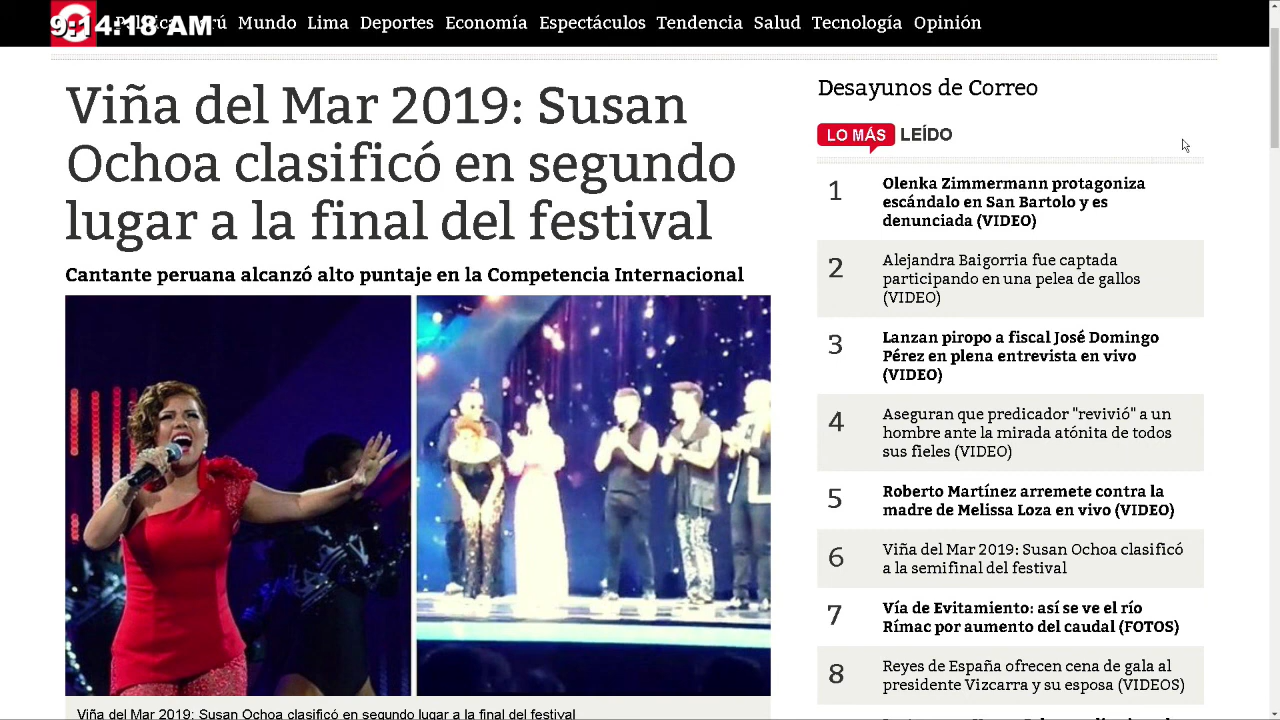 9:14:18 AM
Mundo Lima Deportes Economía Espectáculos Tendencia Salud Tecnología Opinión
Viña del Mar 2019: Susan
Ochoa clasificó en segundo
lugar a la final del festival
Cantante peruana alcanzó alto puntaje en la Competencia Internacional
Viña del Mar 2019: Susan Ochoa clasificó en segundo lugar a la final del festival
Desayunos de Correo
LO MÁS LEÍDO
1 Olenka Zimmermann protagoniza
escándalo en San Bartolo y es
denunciada (VIDEO)
2 Alejandra Baigorria fue captada
participando en una pelea de gallos
(VIDEO)
3 Lanzan piropo a fiscal José Domingo
Pérez en plena entrevista en vivo
(VIDEO)
4 Aseguran que predicador "revivió" a un
hombre ante la mirada atónita de todos
sus fieles (VIDEO)
5 Roberto Martínez arremete contra la
madre de Melissa Loza en vivo (VIDEO)
6 Viña del Mar 2019: Susan Ochoa clasificó
a la semifinal del festival
7 Vía de Evitamiento: así se ve el río
Rímac por aumento del caudal (FOTOS)
8 Reyes de España ofrecen cena de gala al
presidente Vizcarra y su esposa (VIDEOS)